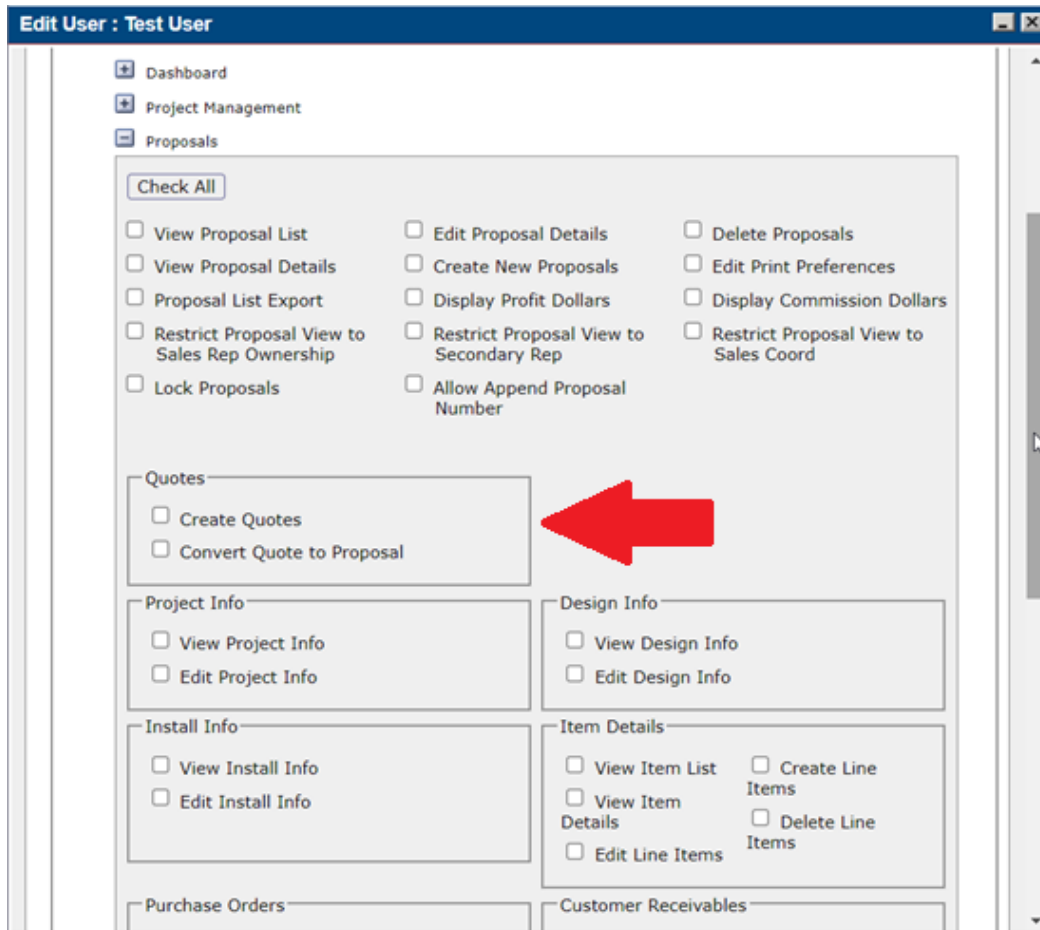 Edit User : Test User
Dashboard
Project Management
Proposals
Check All
View Proposal List
Edit Proposal Details
Delete Proposals
View Proposal Details
Create New Proposals
Edit Print Preferences
Proposal List Export
Display Profit Dollars
Display Commission Dollars
Restrict Proposal View to
Sales Rep Ownership
Restrict Proposal View to
Secondary Rep
Restrict Proposal View to
Sales Coord
Lock Proposals
Allow Append Proposal
Number
Quotes
Create Quotes
Convert Quote to Proposal
Project Info
View Project Info
Edit Project Info
Design Info
View Design Info
Edit Design Info
Install Info
View Install Info
Edit Install Info
Item Details
View Item List
View Item
Details
Edit Line Items
Create Line
Items
Delete Line
Items
Purchase Orders
Customer Receivables